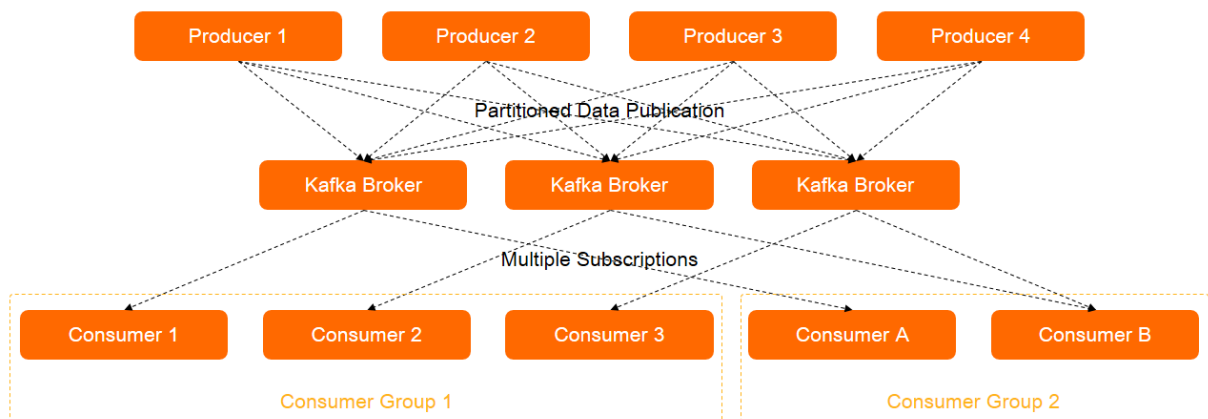 Producer 1
Producer 2
Producer 3
Producer 4
Partitioned Data Publication
Kafka Broker
Kafka Broker
Kafka Broker
Multiple Subscriptions
Consumer 1
Consumer 2
Consumer 3
Consumer A
Consumer B
Consumer Group 1
Consumer Group 2